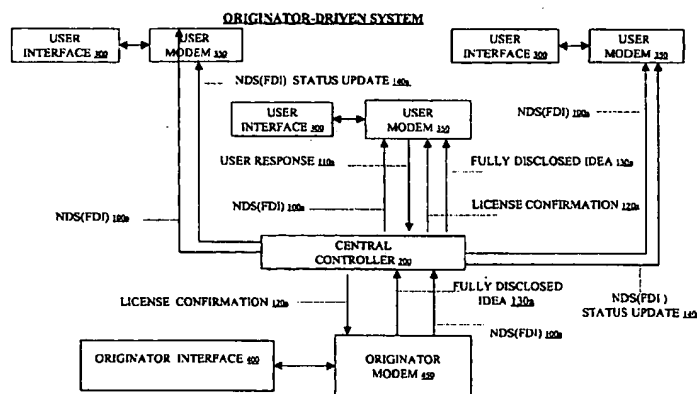 ORIGINATOR-DRIVEN SYSTEM
USER
INTERFACE 300
USER
MODEM 350
USER
INTERFACE 300
USER
MODEM 350
NDS(FDI) STATUS UPDATE 140a
NDS(FDI) 100a
USER
INTERFACE 300
USER
MODEM 350
USER RESPONSE 110a
FULLY DISCLOSED IDEA 130a
NDS(FDI) 100a
NDS(FDI) 100a
LICENSE CONFIRMATION 120a
CENTRAL
CONTROLLER 200
LICENSE CONFIRMATION 120a
FULLY DISCLOSED
IDEA 130a
NDS(FDI)
STATUS UPDATE 140a
NDS(FDI) 100a
ORIGINATOR INTERFACE 400
ORIGINATOR
MODEM 450